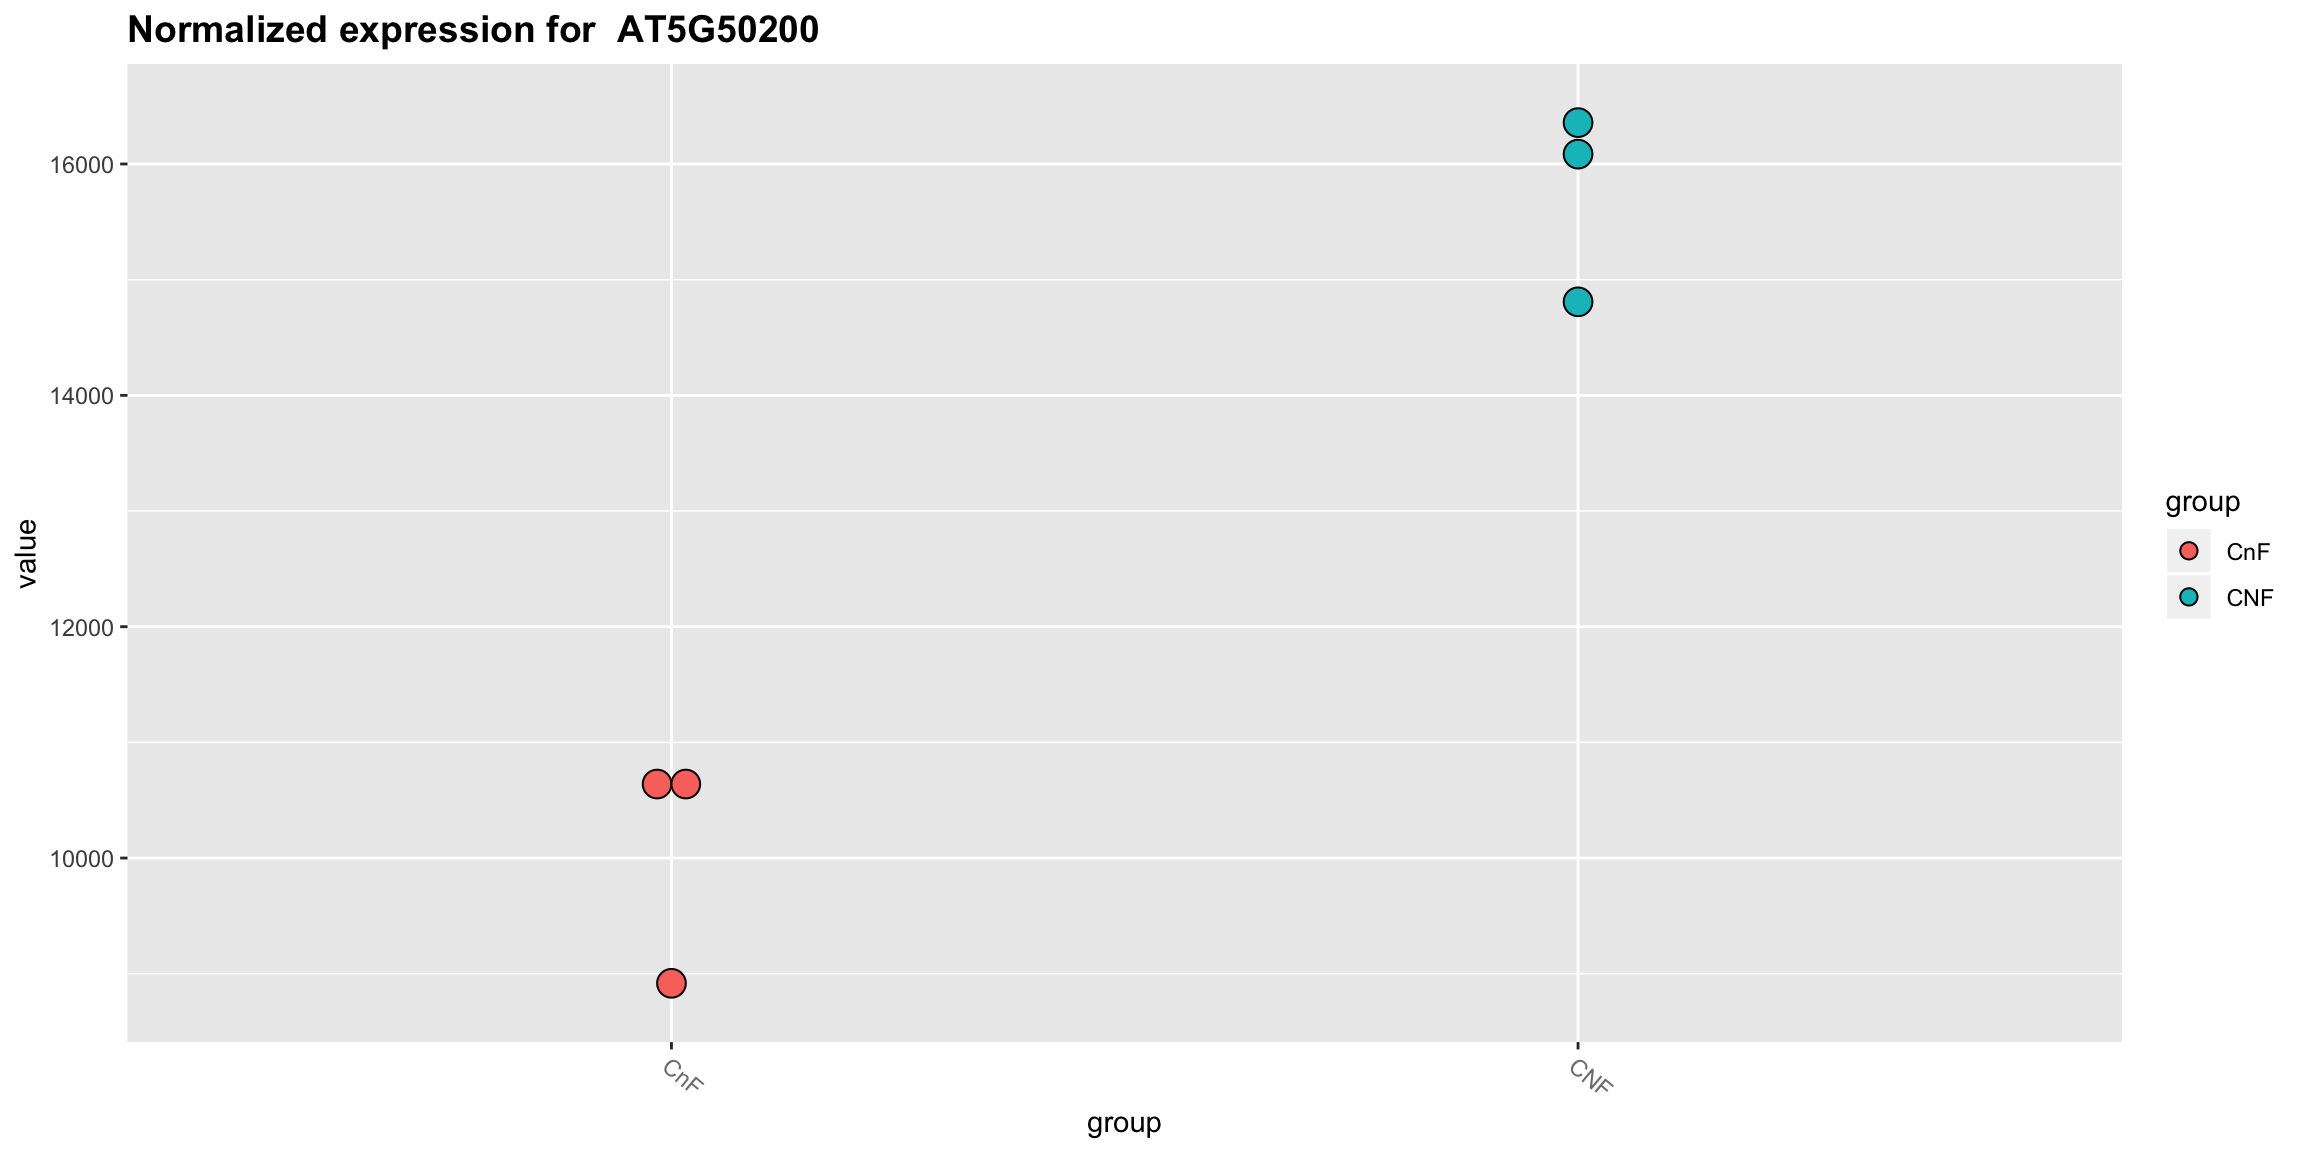 Normalized expression for  AT5G50200
value
16000
14000
12000
10000
CnF
CNF
group
group
CnF
CNF